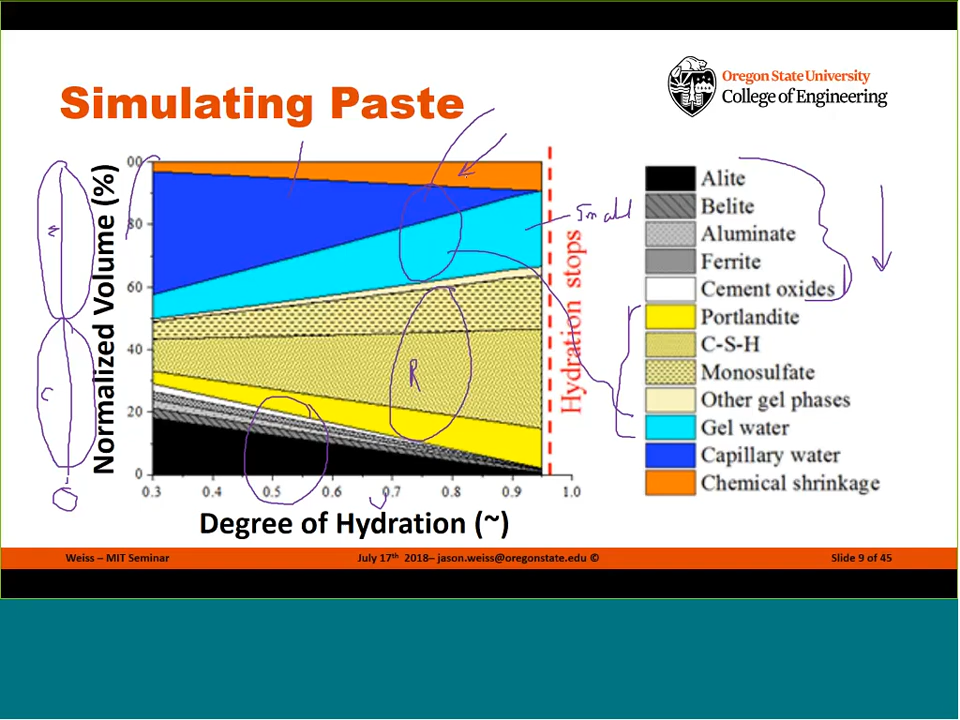 Oregon State University
College of Engineering
Simulating Paste
Normalized Volume (%)
00
80
60
40
20
0
0.3 0.4 0.5 0.6 0.7 0.8 0.9 1.0
Degree of Hydration (~)
Hydration stops
Small
R
C
Alite
Belite
Aluminate
Ferrite
Cement oxides
Portlandite
C-S-H
Monosulfate
Other gel phases
Gel water
Capillary water
Chemical shrinkage
Weiss – MIT Seminar July 17th 2018– jason.weiss@oregonstate.edu © Slide 9 of 45